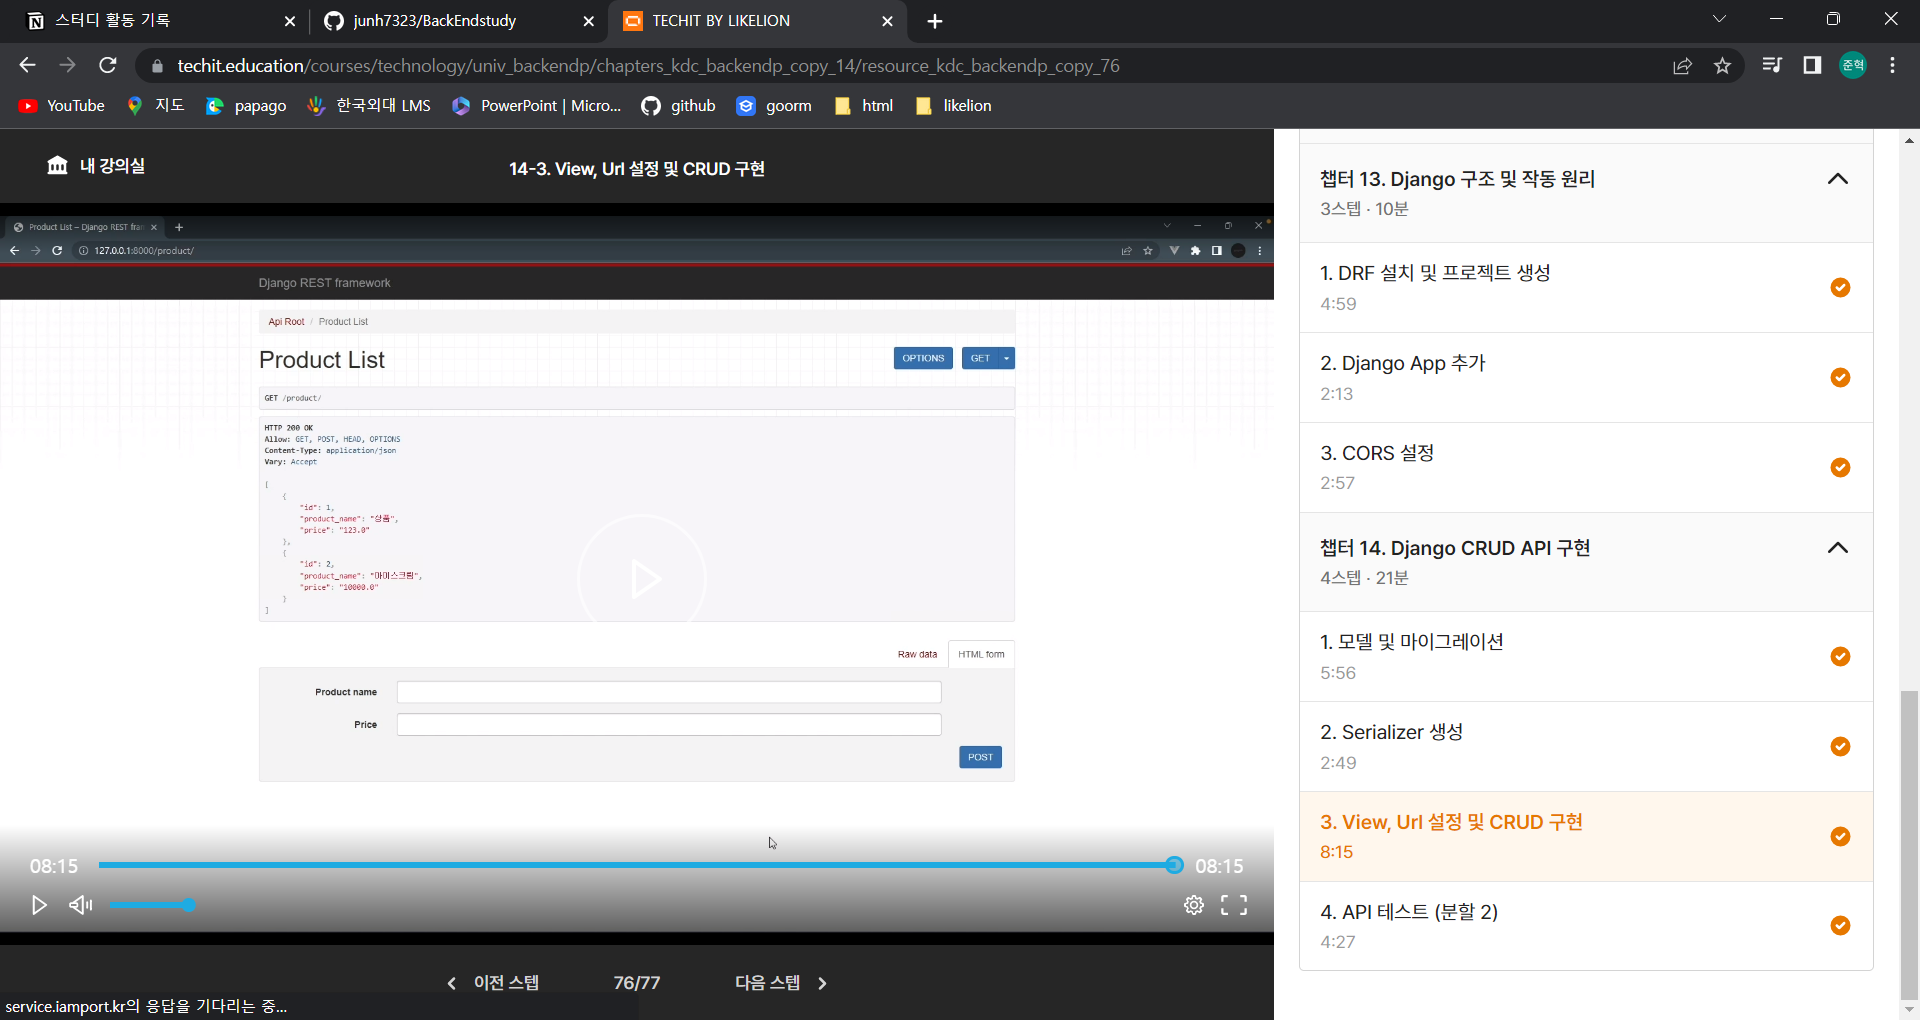 스터디 활동 기록
junh7323/BackEndstudy
TECHIT BY LIKELION
techit.education/courses/technology/univ_backendp/chapters_kdc_backendp_copy_14/resource_kdc_backendp_copy_76
준혁
YouTube
지도
papago
한국외대 LMS
PowerPoint | Micro...
github
goorm
html
likelion
내 강의실
14-3. View, Url 설정 및 CRUD 구현
Product List – Django REST fran
127.0.0.1:8000/product/
Django REST framework
Api Root / Product List
Product List
OPTIONS
GET
GET /product/
HTTP 200 OK
Allow: GET, POST, HEAD, OPTIONS
Content-Type: application/json
Vary: Accept
[
{
"id": 1,
"product_name": "상품",
"price": "123.0"
},
{
"id": 2,
"product_name": "아이스크림",
"price": "10000.0"
}
]
Raw data
HTML form
Product name
Price
POST
08:15
08:15
이전 스텝
76/77
다음 스텝
service.iamport.kr의 응답을 기다리는 중...
챕터 13. Django 구조 및 작동 원리
3스텝 · 10분
1. DRF 설치 및 프로젝트 생성
4:59
2. Django App 추가
2:13
3. CORS 설정
2:57
챕터 14. Django CRUD API 구현
4스텝 · 21분
1. 모델 및 마이그레이션
5:56
2. Serializer 생성
2:49
3. View, Url 설정 및 CRUD 구현
8:15
4. API 테스트 (분할 2)
4:27